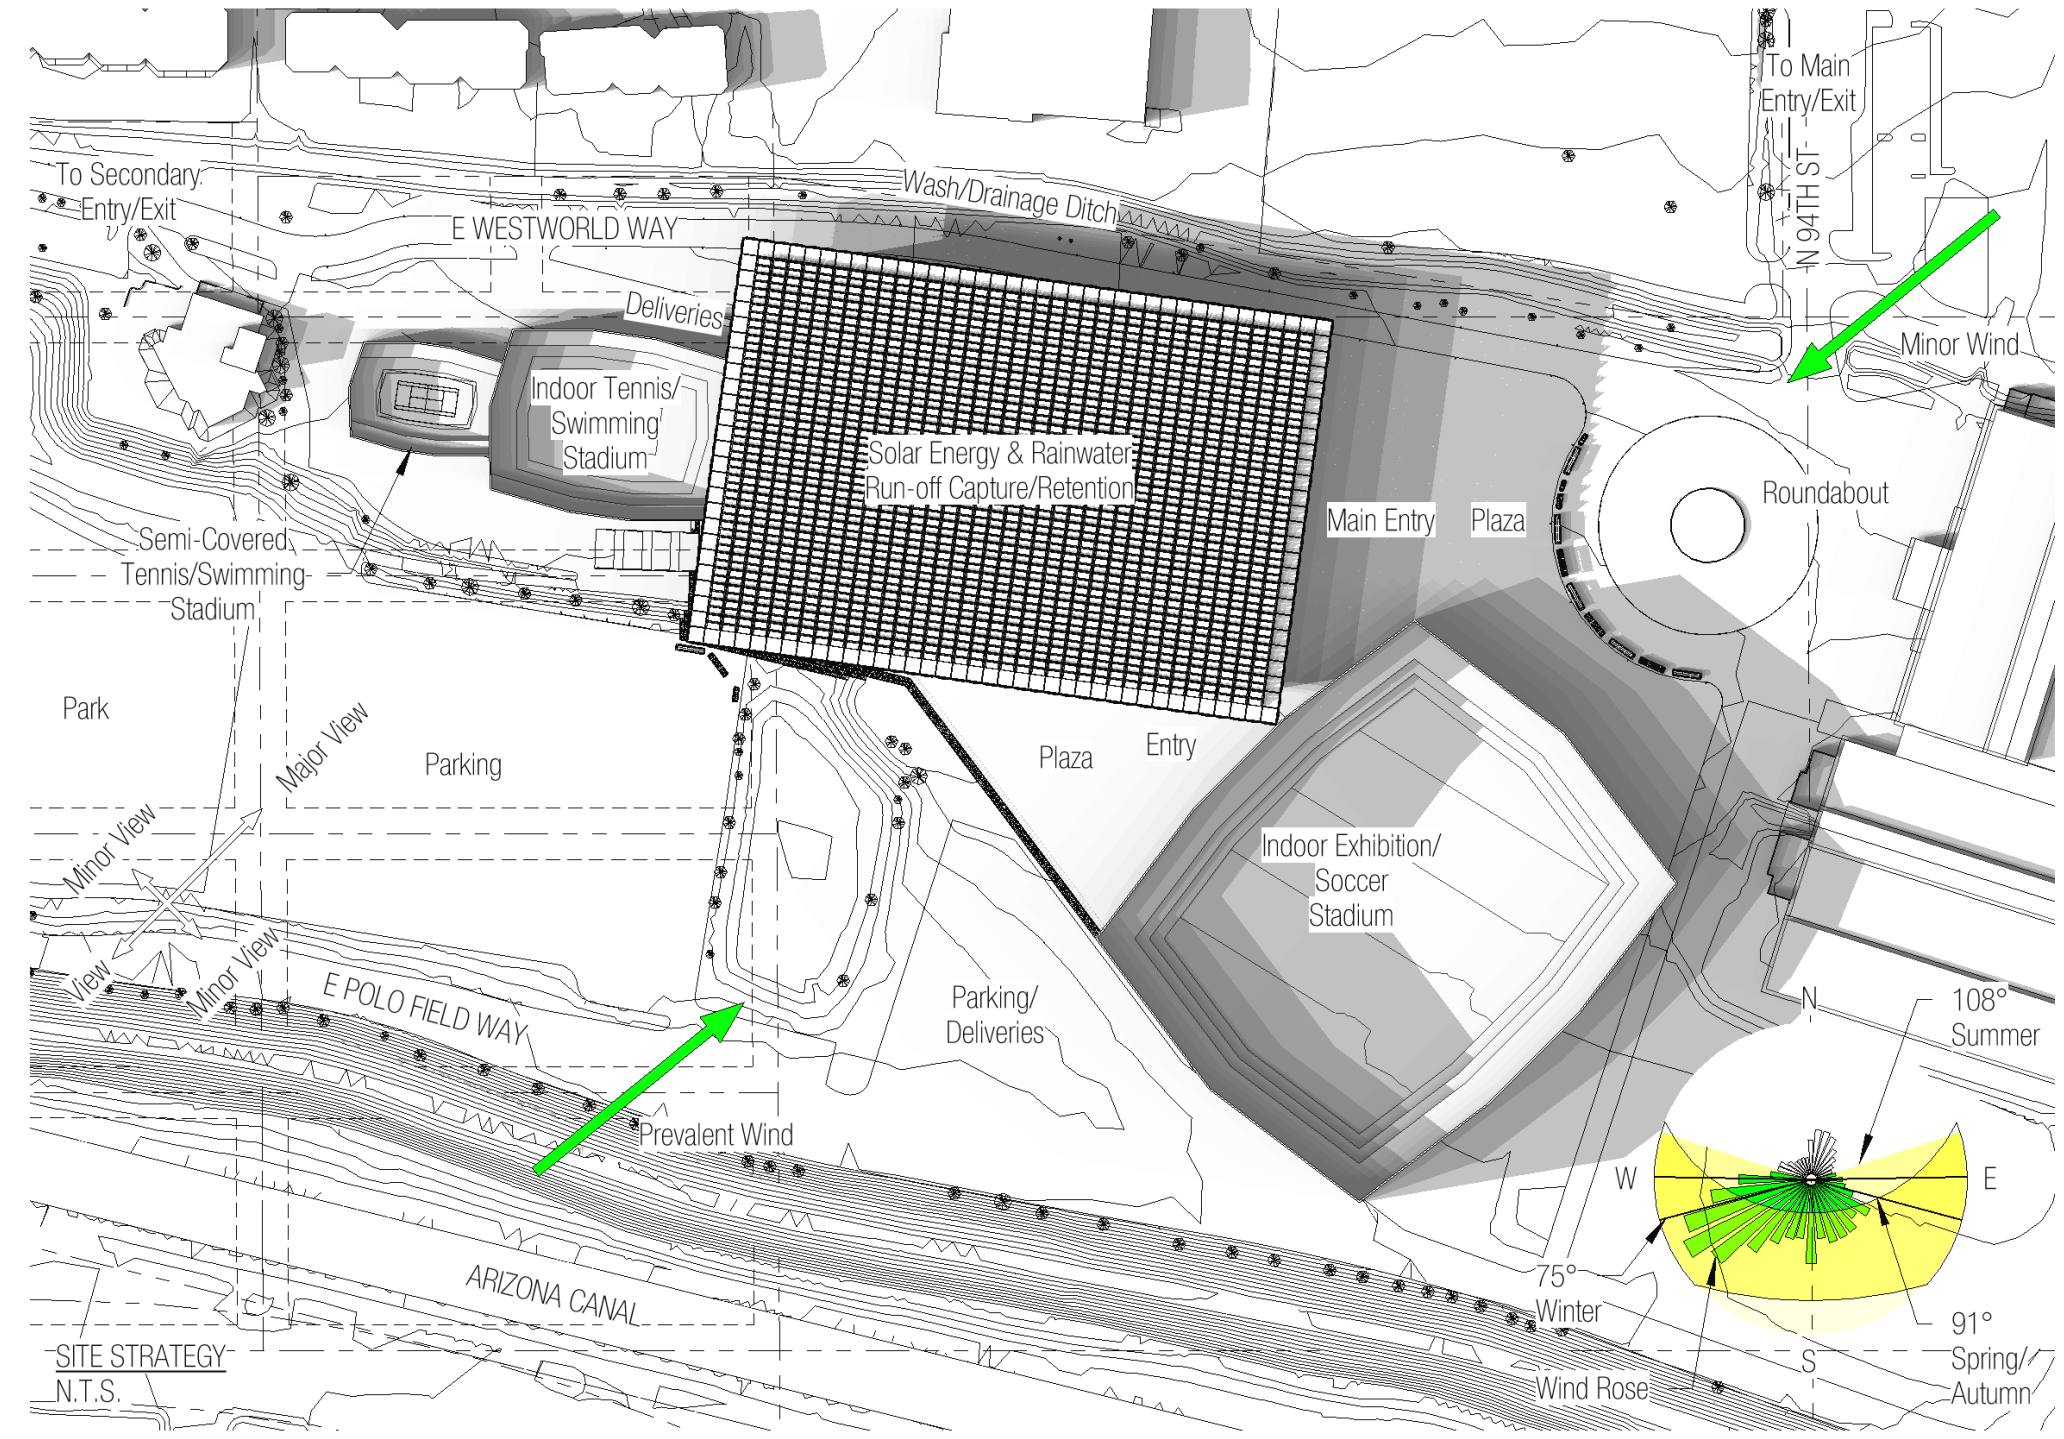 To Main
Entry/Exit
N 94TH ST
To Secondary
Entry/Exit
Wash/Drainage Ditch
E WESTWORLD WAY
Deliveries
Minor Wind
Indoor Tennis/
Swimming
Stadium
Solar Energy & Rainwater
Run-off Capture/Retention
Main Entry Plaza
Roundabout
Semi-Covered
Tennis/Swimming
Stadium
Park
Major View
Parking
Plaza
Entry
Minor View
Indoor Exhibition/
Soccer
Stadium
View
Minor View
E POLO FIELD WAY
Parking/
Deliveries
N
108°
Summer
Prevalent Wind
W
E
75°
Winter
ARIZONA CANAL
91°
Spring/
Autumn
S
Wind Rose
SITE STRATEGY
N.T.S.